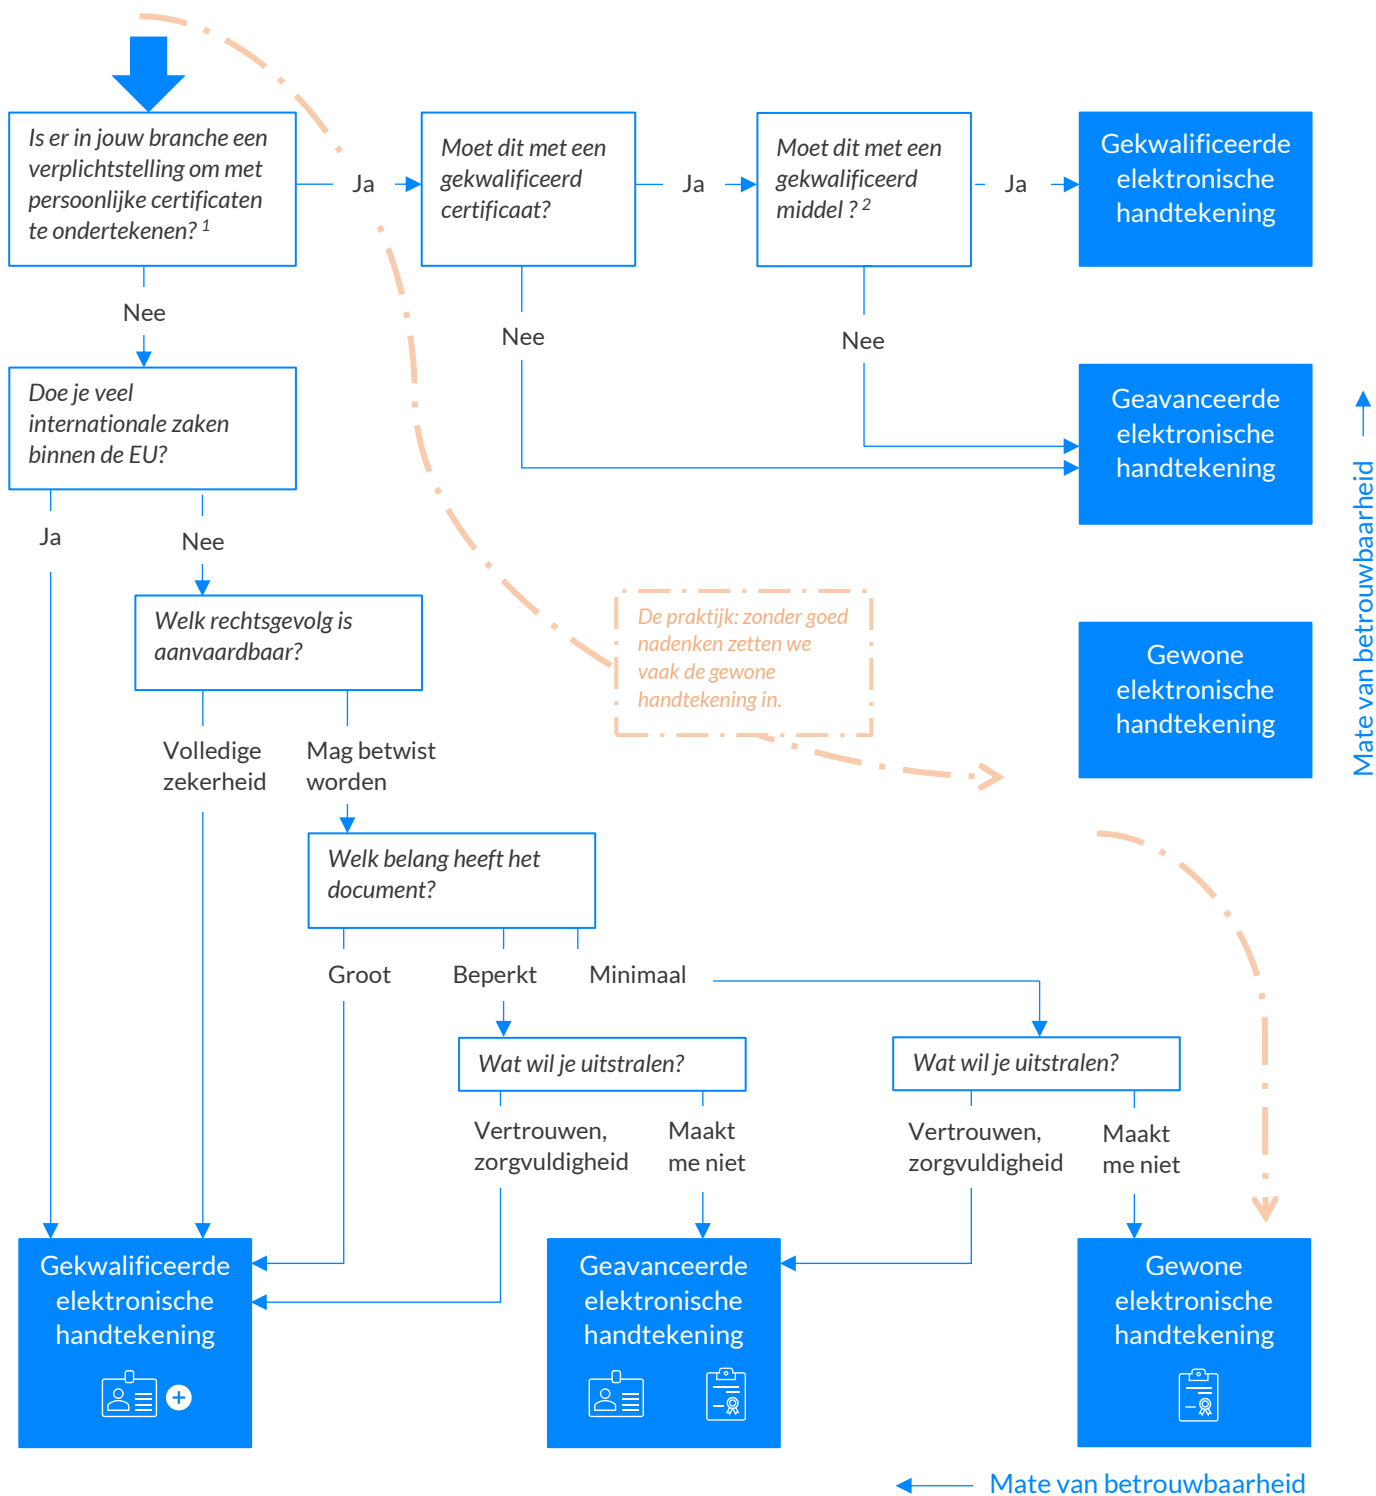 Is er in jouw branche een
verplichtstelling om met
persoonlijke certificaten
te ondertekenen? 1
Ja
Moet dit met een
gekwalificeerd
certificaat?
Ja
Moet dit met een
gekwalificeerd
middel ? 2
Ja
Gekwalificeerde
elektronische
handtekening
Nee
Nee
Nee
Doe je veel
internationale zaken
binnen de EU?
Geavanceerde
elektronische
handtekening
Mate van betrouwbaarheid
Ja
Nee
Welk rechtsgevolg is
aanvaardbaar?
De praktijk: zonder goed
nadenken zetten we
vaak de gewone
handtekening in.
Gewone
elektronische
handtekening
Volledige
zekerheid
Mag betwist
worden
Welk belang heeft het
document?
Groot
Beperkt
Minimaal
Wat wil je uitstralen?
Wat wil je uitstralen?
Vertrouwen,
zorgvuldigheid
Maakt
me niet
Vertrouwen,
zorgvuldigheid
Maakt
me niet
Gekwalificeerde
elektronische
handtekening
Geavanceerde
elektronische
handtekening
Gewone
elektronische
handtekening
Mate van betrouwbaarheid